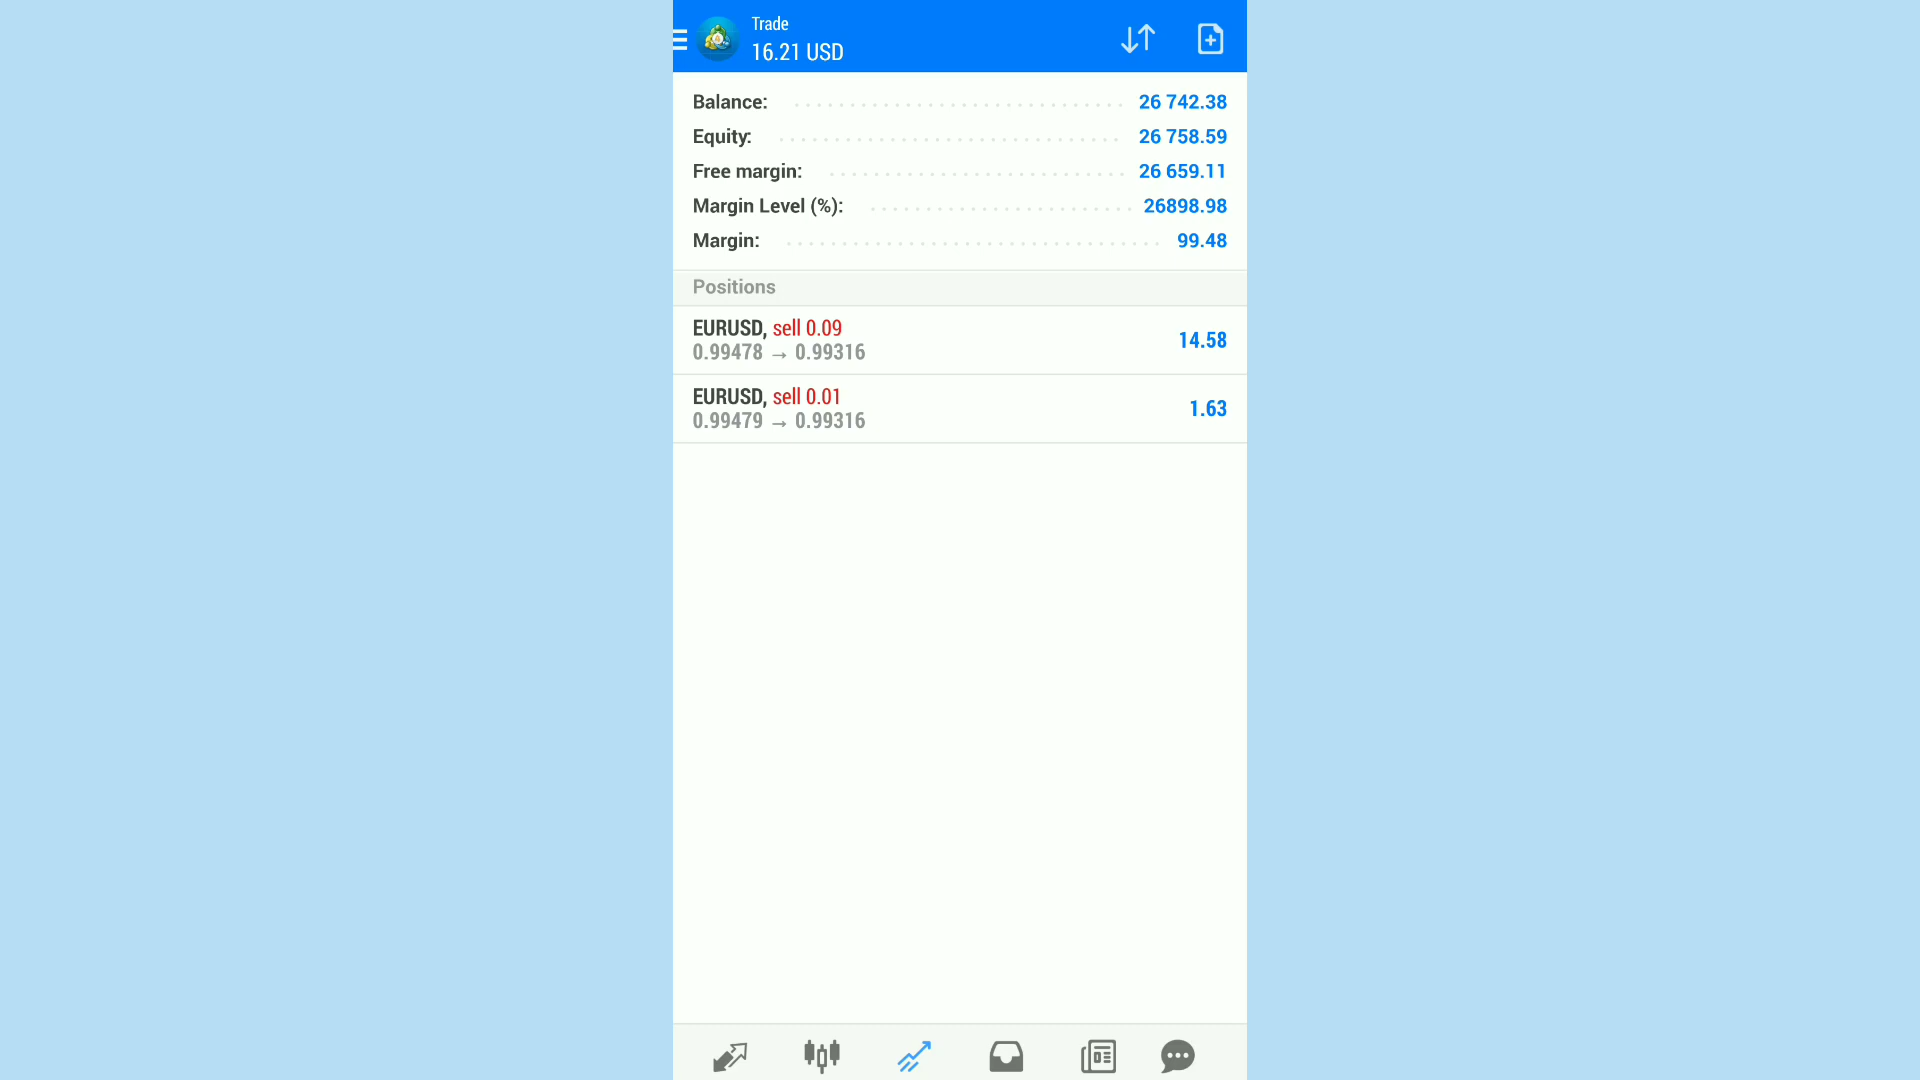 Trade
16.21 USD
Balance: 26 742.38
Equity: 26 758.59
Free margin: 26 659.11
Margin Level (%): 26898.98
Margin: 99.48
Positions
EURUSD, sell 0.09
0.99478 → 0.99316
14.58
EURUSD, sell 0.01
0.99479 → 0.99316
1.63